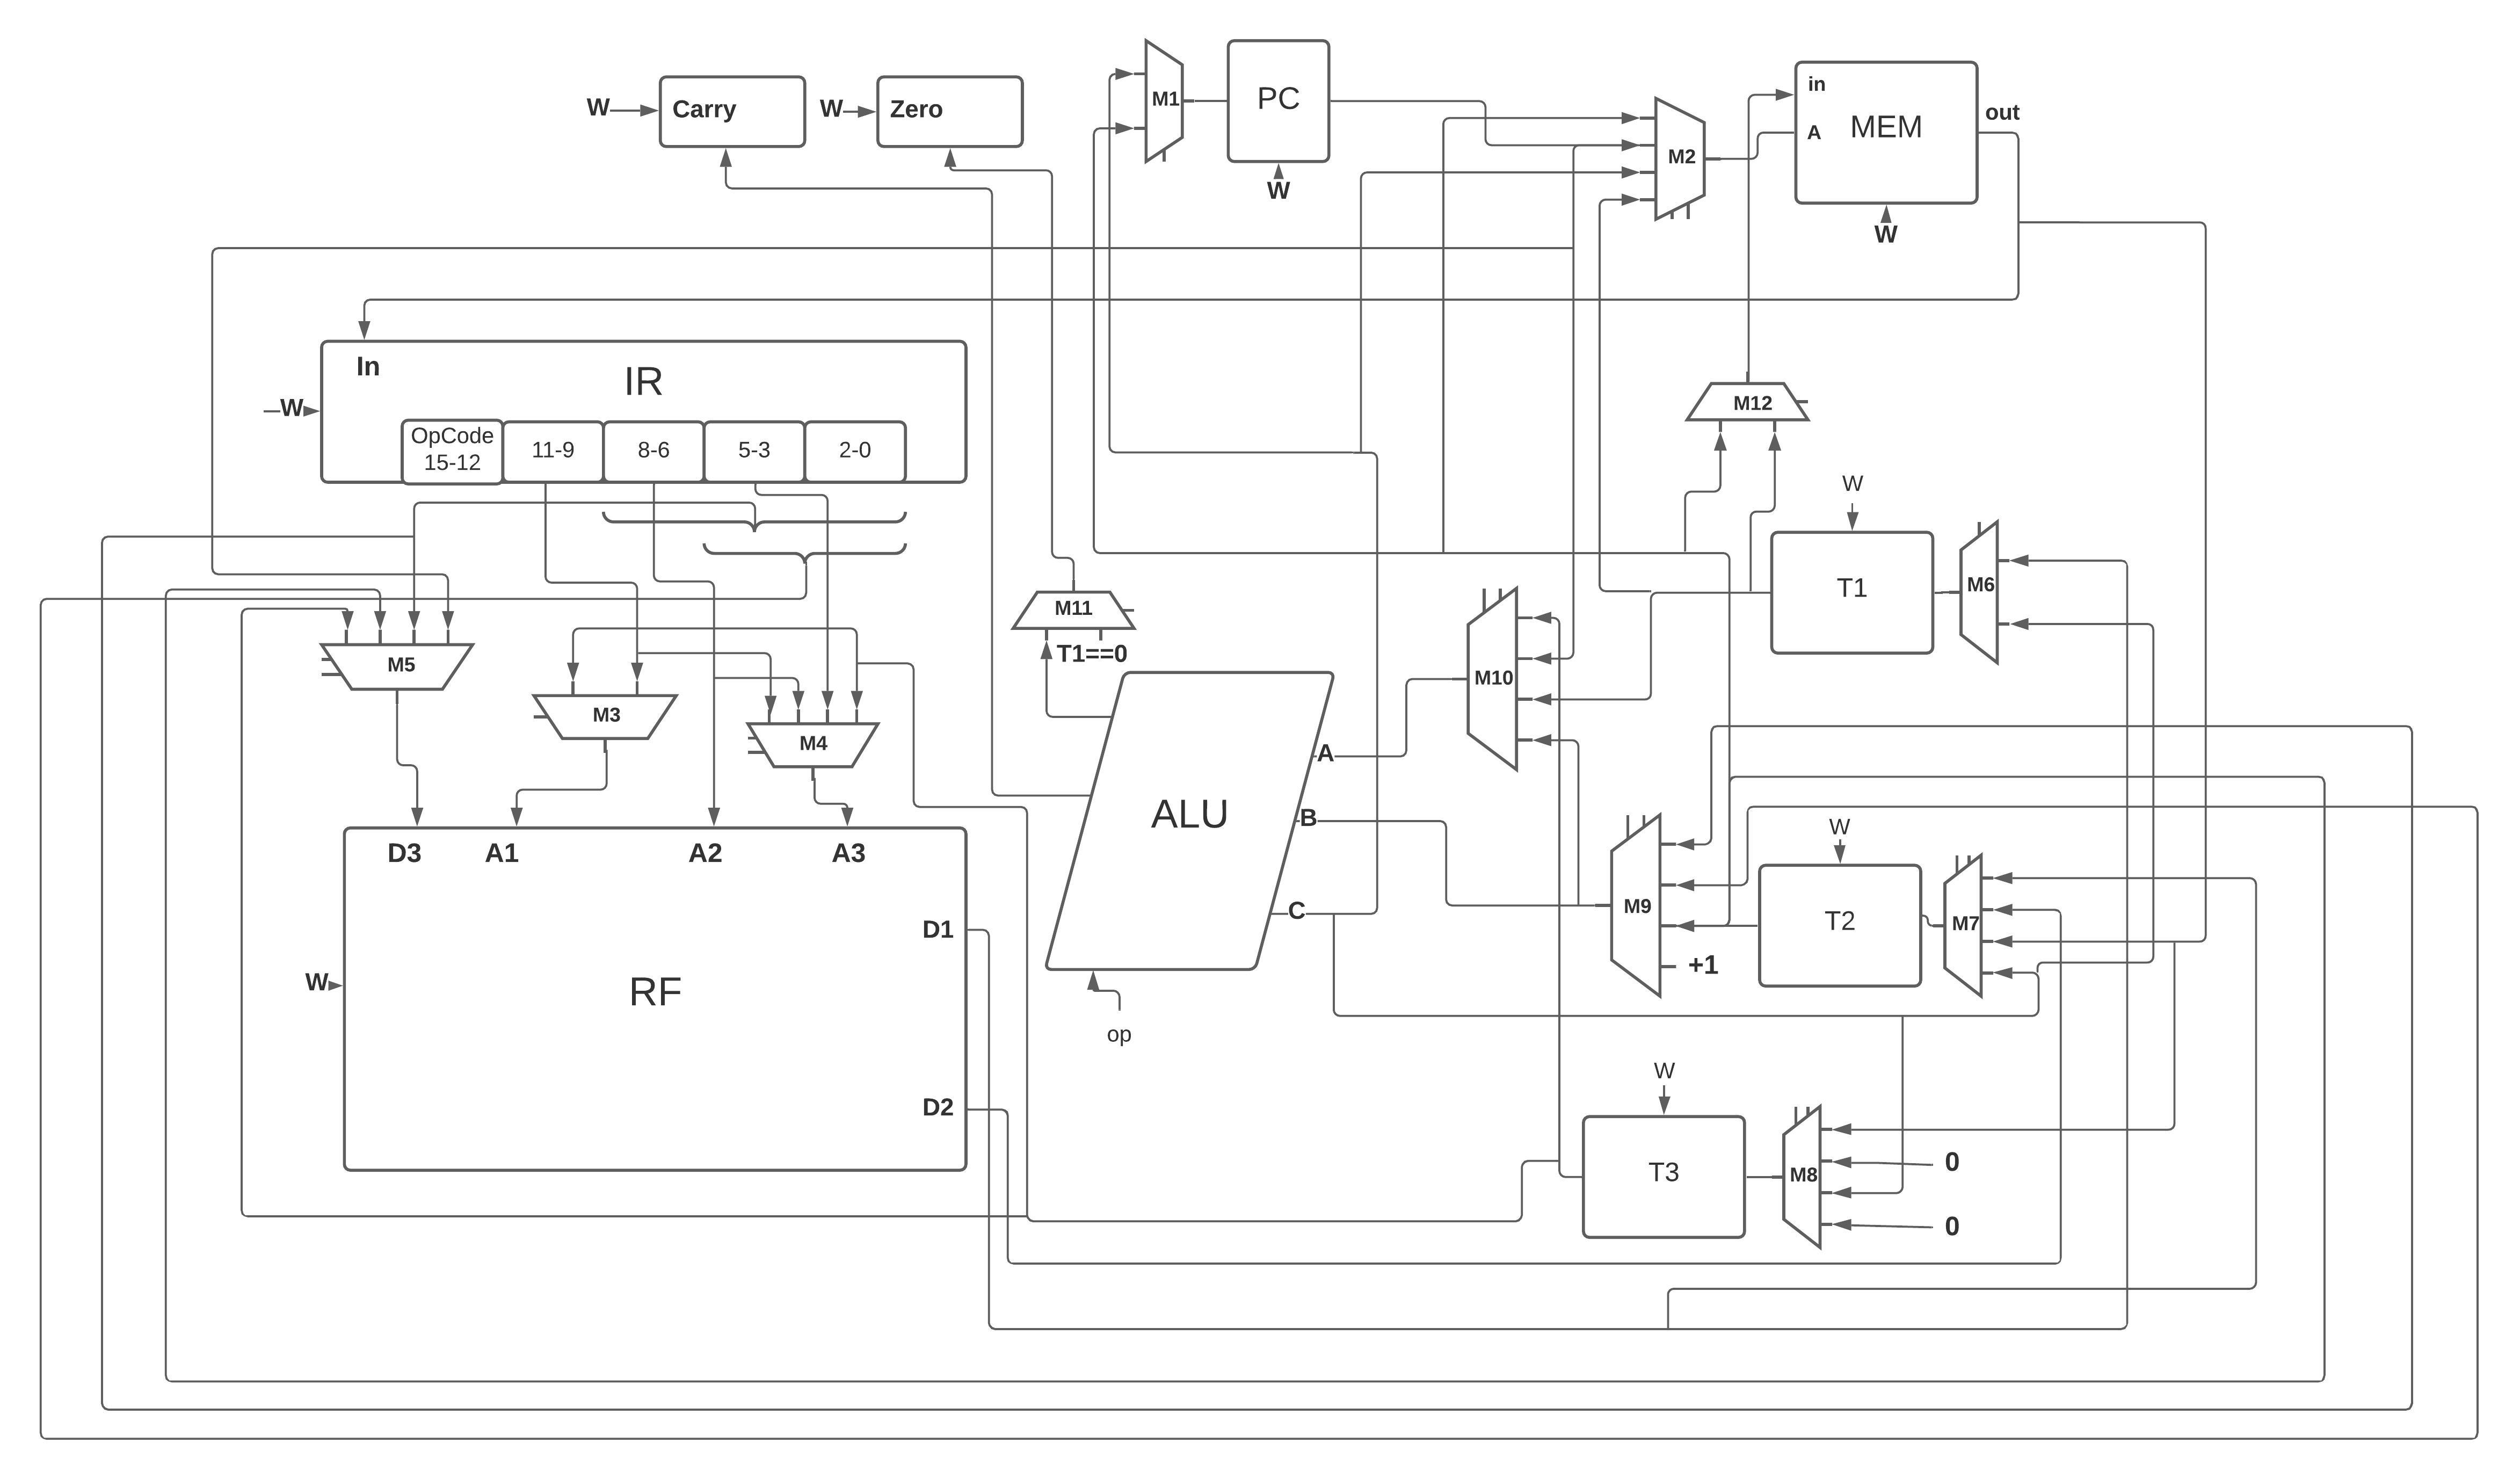 W
Carry
W
Zero
M1
PC
W
M2
in
A
MEM
out
W
In
IR
W
OpCode
15-12
11-9
8-6
5-3
2-0
M12
W
T1
M6
M11
T1==0
M5
M3
M4
M10
A
B
C
ALU
op
D3
A1
A2
A3
D1
W
RF
D2
M9
+1
W
T2
M7
W
T3
M8
0
0